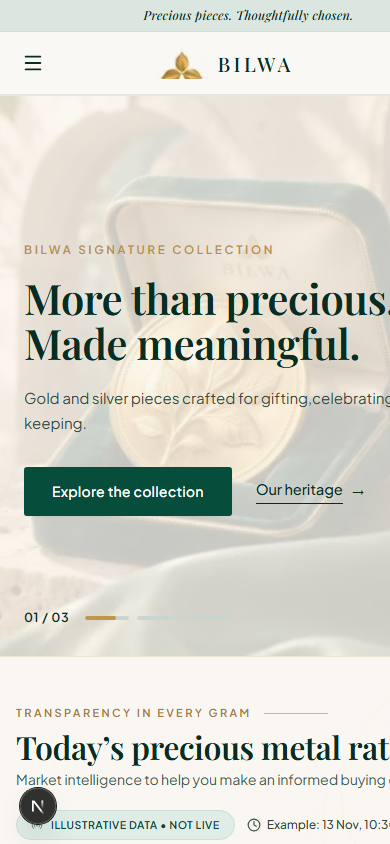 Precious pieces. Thoughtfully chosen.
BILWA
BILWA
BILWA SIGNATURE COLLECTION
More than precious.
Made meaningful.
Gold and silver pieces crafted for gifting,celebrating
keeping.
Explore the collection
Our heritage →
01 / 03
TRANSPARENCY IN EVERY GRAM
Today’s precious metal rat
Market intelligence to help you make an informed buying
N
ILLUSTRATIVE DATA • NOT LIVE
Example: 13 Nov, 10:30